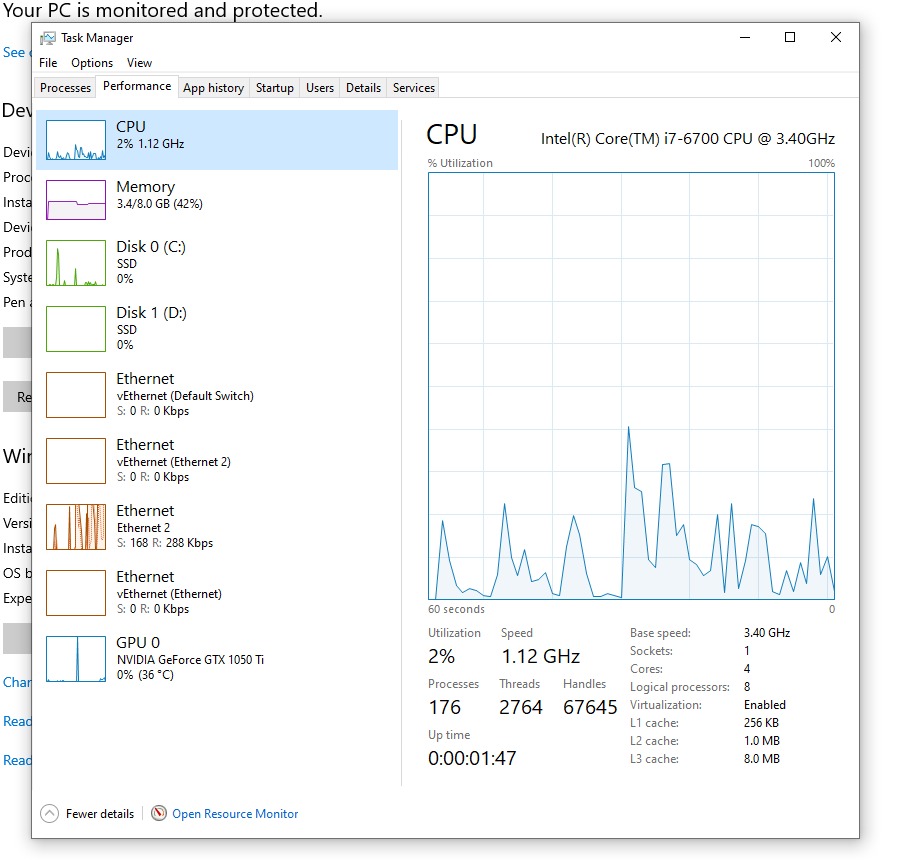 Your PC is monitored and protected.
See
Task Manager
File Options View
Processes Performance App history Startup Users Details Services
CPU
2% 1.12 GHz
Memory
3.4/8.0 GB (42%)
Disk 0 (C:)
SSD
0%
Disk 1 (D:)
SSD
0%
Ethernet
vEthernet (Default Switch)
S: 0 R: 0 Kbps
Ethernet
vEthernet (Ethernet 2)
S: 0 R: 0 Kbps
Ethernet
Ethernet 2
S: 168 R: 288 Kbps
Ethernet
vEthernet (Ethernet)
S: 0 R: 0 Kbps
GPU 0
NVIDIA GeForce GTX 1050 Ti
0% (36 °C)
CPU Intel(R) Core(TM) i7-6700 CPU @ 3.40GHz
% Utilization 100%
60 seconds 0
Utilization Speed
2% 1.12 GHz
Processes Threads Handles
176 2764 67645
Up time
0:00:01:47
Base speed: 3.40 GHz
Sockets: 1
Cores: 4
Logical processors: 8
Virtualization: Enabled
L1 cache: 256 KB
L2 cache: 1.0 MB
L3 cache: 8.0 MB
Fewer details Open Resource Monitor
Dev
Devi
Proc
Insta
Devi
Prod
Syste
Pen a
Re
Win
Editi
Versi
Insta
OS b
Expe
Chan
Read
Read